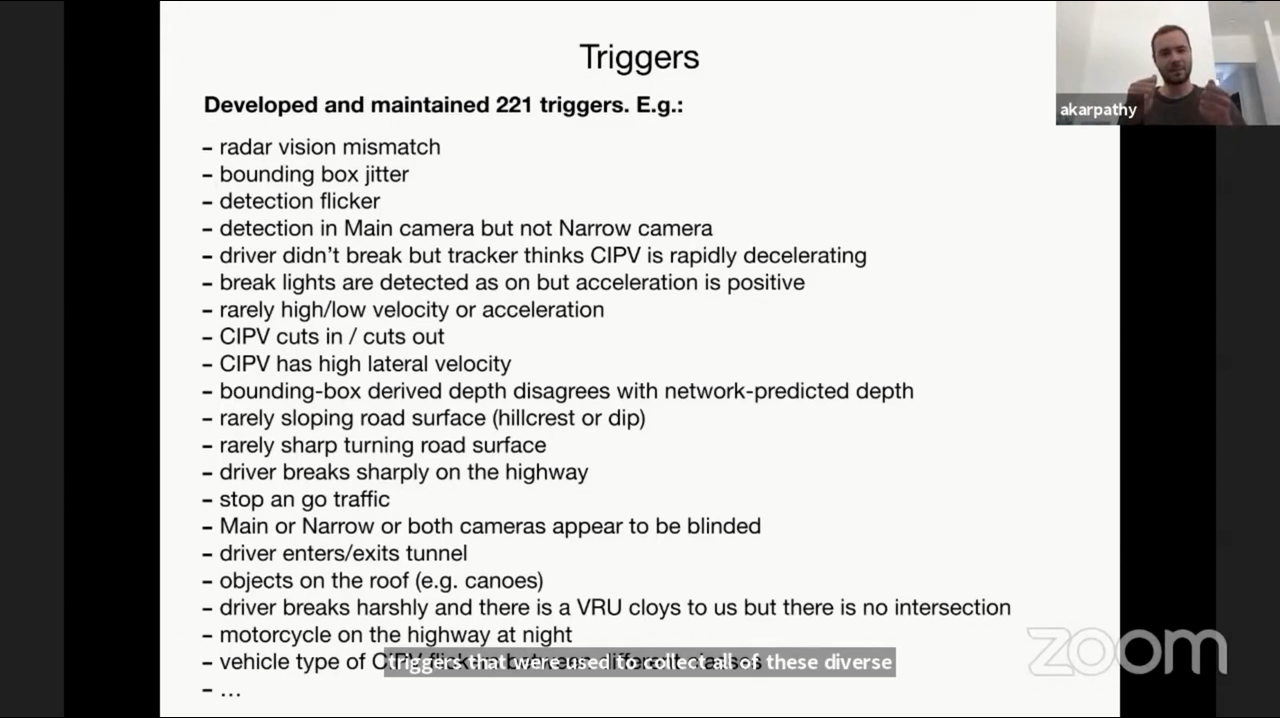 Triggers
akarpathy
Developed and maintained 221 triggers. E.g.:
– radar vision mismatch
– bounding box jitter
– detection flicker
– detection in Main camera but not Narrow camera
– driver didn’t break but tracker thinks CIPV is rapidly decelerating
– break lights are detected as on but acceleration is positive
– rarely high/low velocity or acceleration
– CIPV cuts in / cuts out
– CIPV has high lateral velocity
– bounding-box derived depth disagrees with network-predicted depth
– rarely sloping road surface (hillcrest or dip)
– rarely sharp turning road surface
– driver breaks sharply on the highway
– stop an go traffic
– Main or Narrow or both cameras appear to be blinded
– driver enters/exits tunnel
– objects on the roof (e.g. canoes)
– driver breaks harshly and there is a VRU cloys to us but there is no intersection
– motorcycle on the highway at night
– vehicle type of
triggers that were used to collect all of these diverse
– ...
zoom